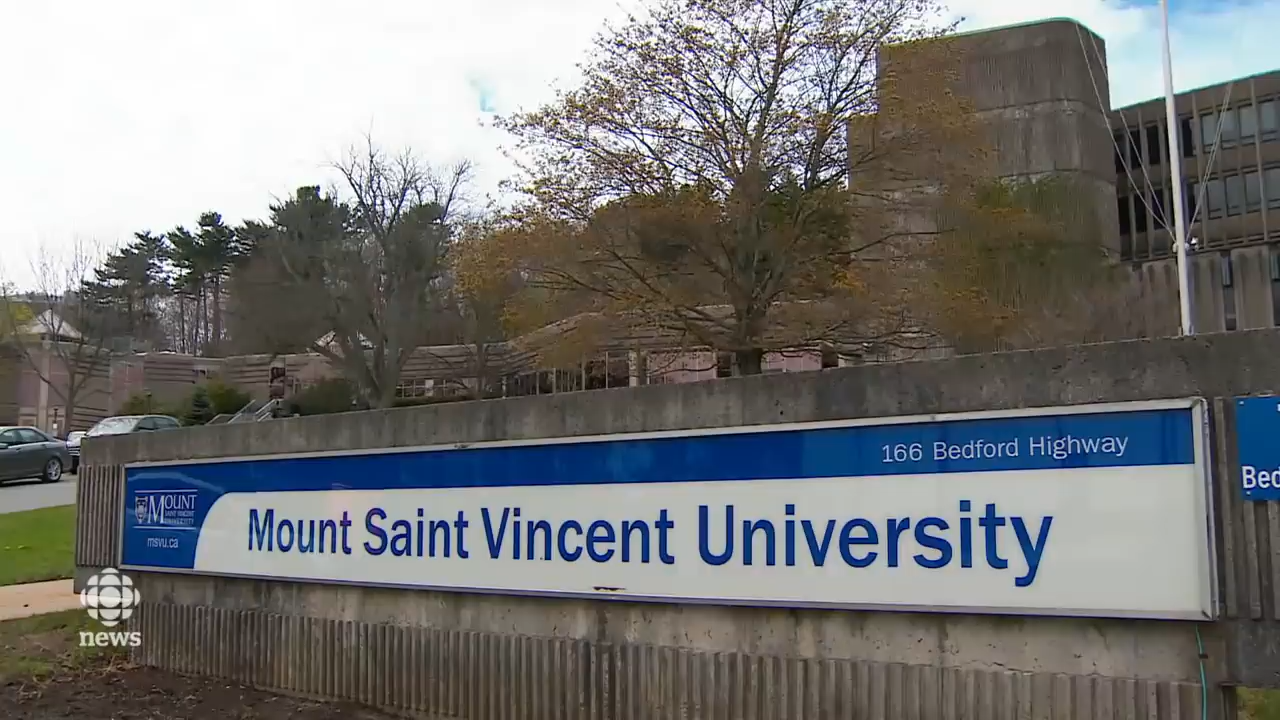 166 Bedford Highway
MOUNT
SAINT VINCENT
UNIVERSITY
msvu.ca
Mount Saint Vincent University
Bed
news